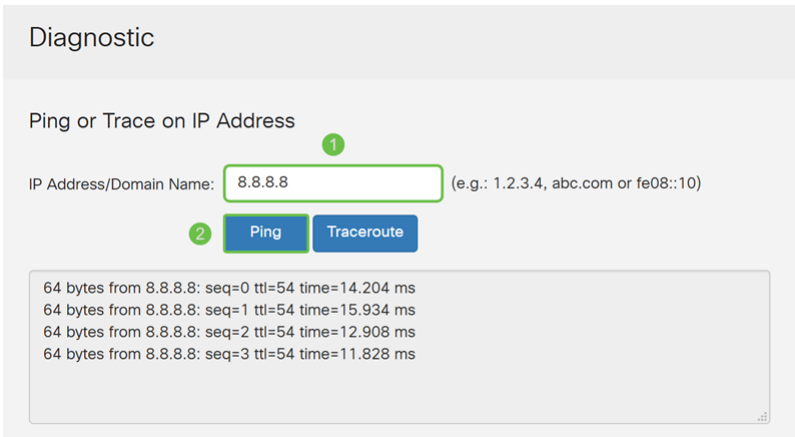 Diagnostic
Ping or Trace on IP Address
1
IP Address/Domain Name: 8.8.8.8 (e.g.: 1.2.3.4, abc.com or fe08::10)
2 Ping Traceroute
64 bytes from 8.8.8.8: seq=0 ttl=54 time=14.204 ms
64 bytes from 8.8.8.8: seq=1 ttl=54 time=15.934 ms
64 bytes from 8.8.8.8: seq=2 ttl=54 time=12.908 ms
64 bytes from 8.8.8.8: seq=3 ttl=54 time=11.828 ms